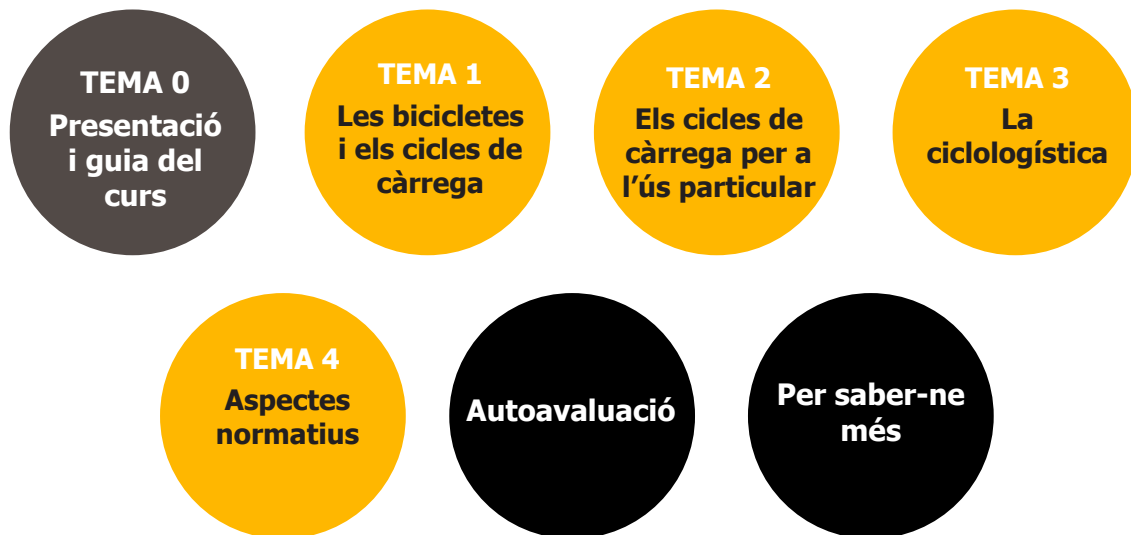 TEMA 0
Presentació
i guia del
curs
TEMA 1
Les bicicletes
i els cicles de
càrrega
TEMA 2
Els cicles de
càrrega per a
l’ús particular
TEMA 3
La
ciclologística
TEMA 4
Aspectes
normatius
Autoavaluació
Per saber-ne
més